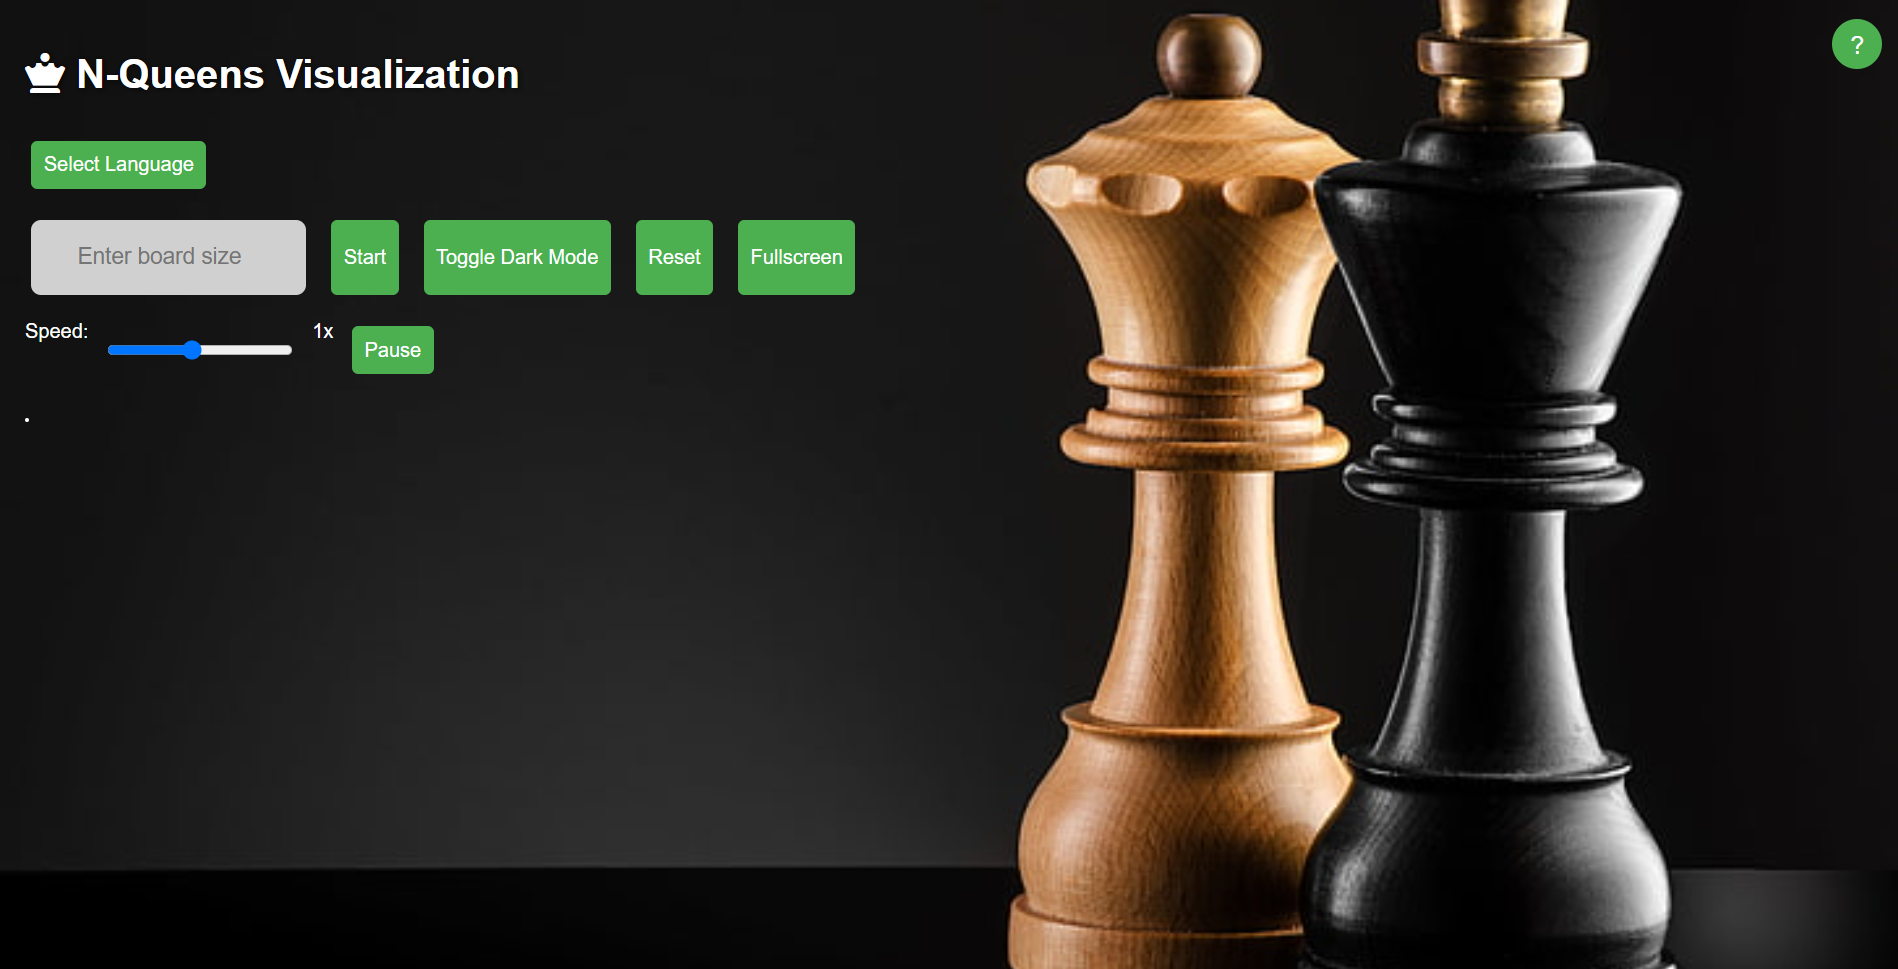 N-Queens Visualization
?
Select Language
Enter board size
Start
Toggle Dark Mode
Reset
Fullscreen
Speed:
1x
Pause
.